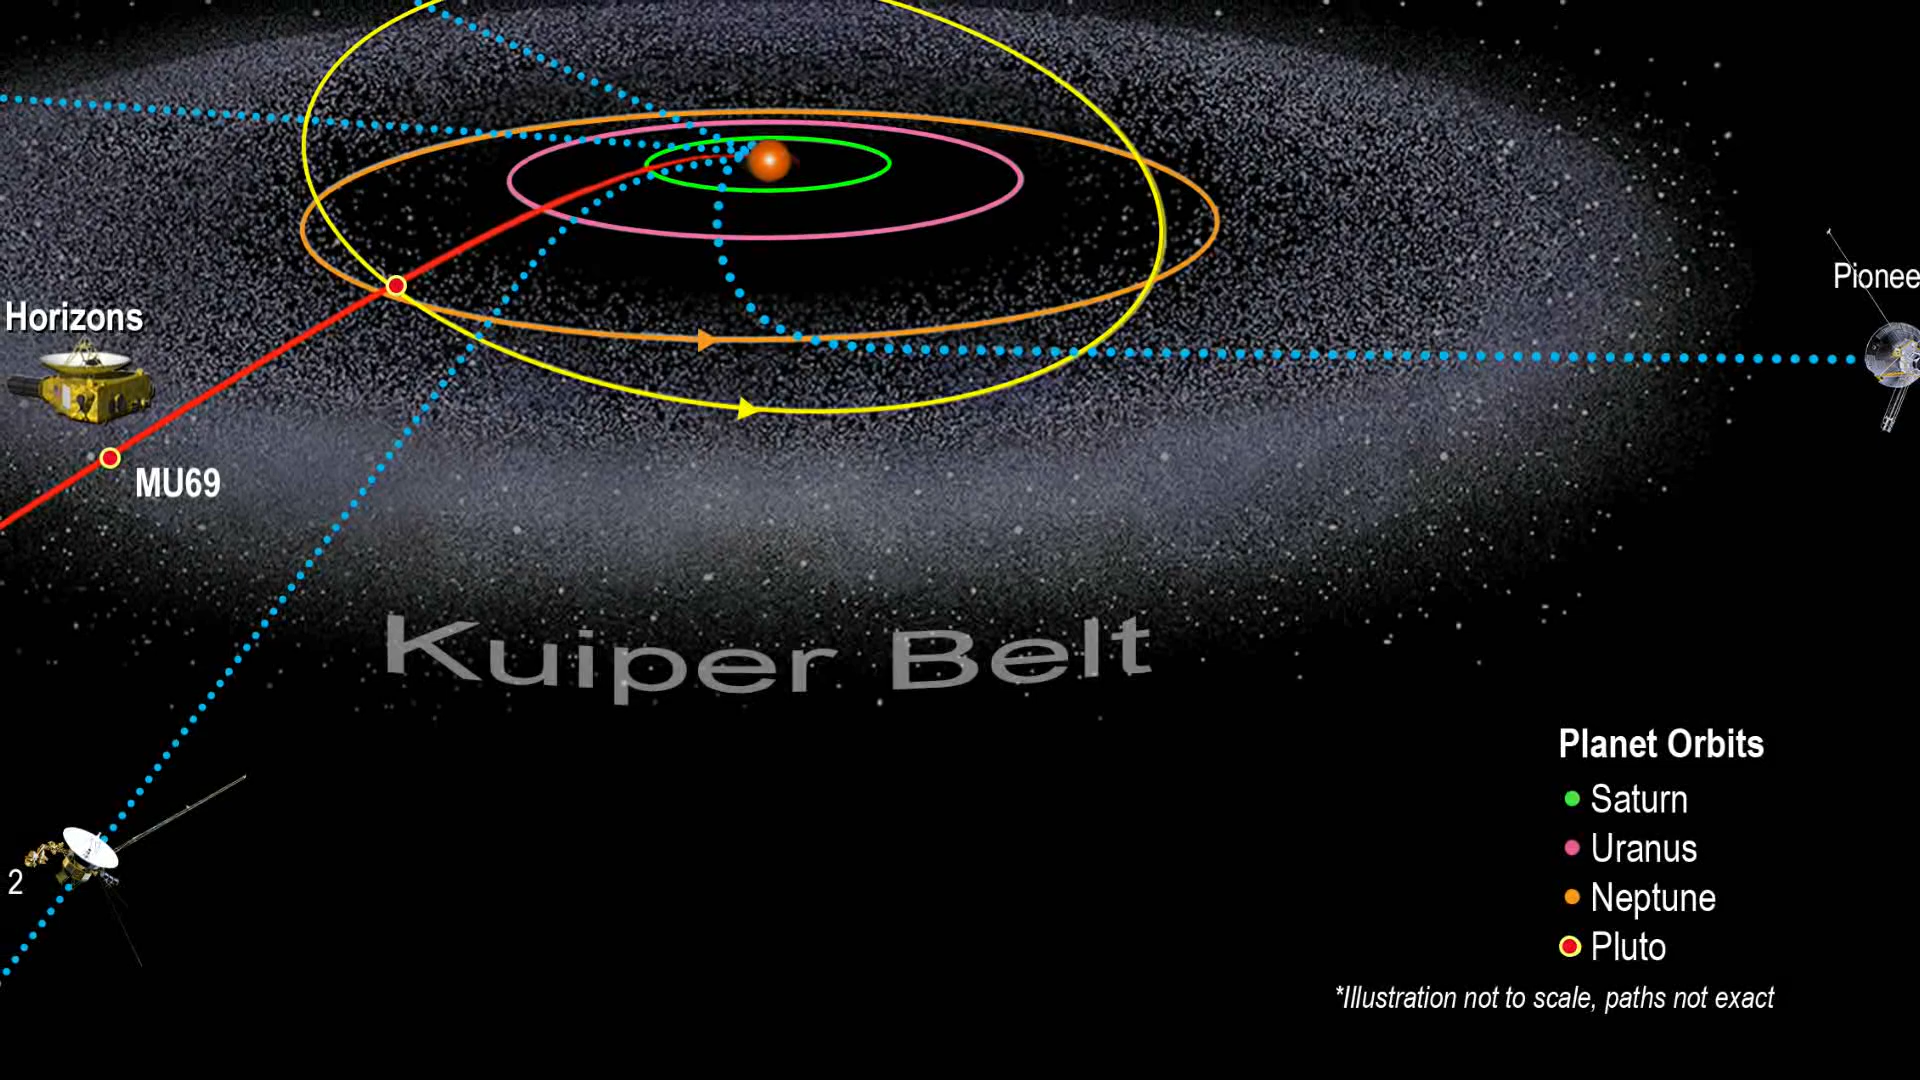 Pionee
Horizons
MU69
Kuiper Belt
2
Planet Orbits
Saturn
Uranus
Neptune
Pluto
*Illustration not to scale, paths not exact